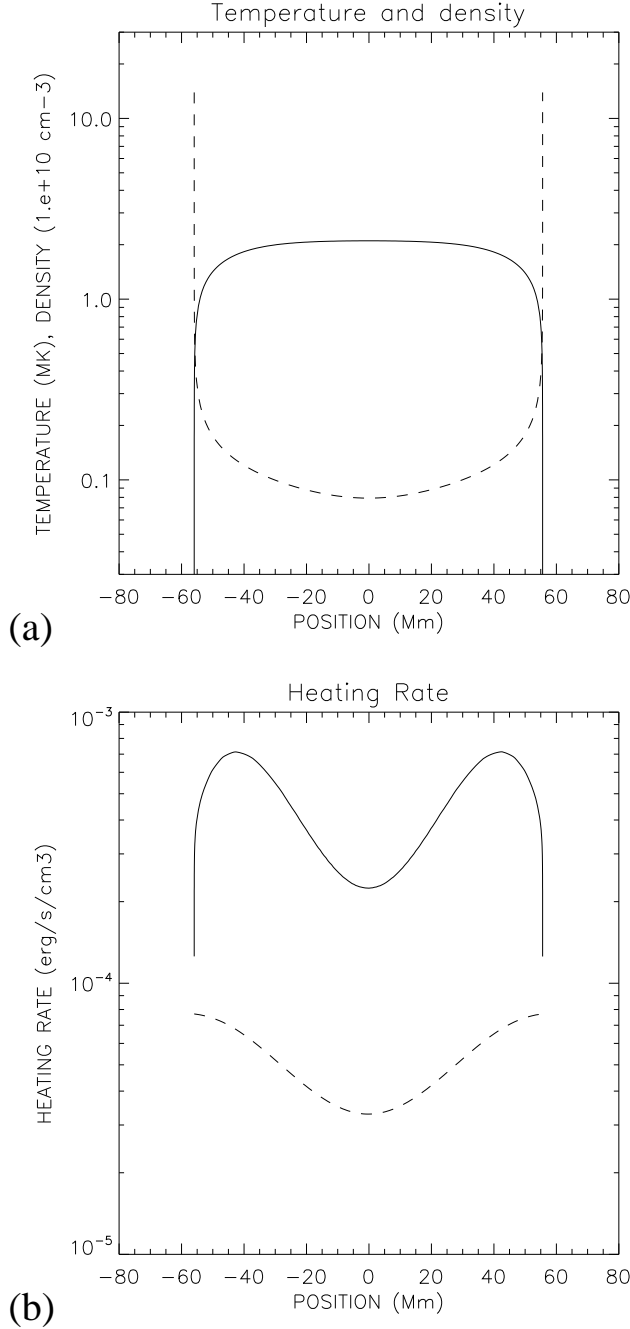 Temperature and density
TEMPERATURE (MK), DENSITY (1.e+10 cm-3)
10.0
1.0
0.1
-80 -60 -40 -20 0 20 40 60 80
POSITION (Mm)
(a)
Heating Rate
HEATING RATE (erg/s/cm3)
10-3
10-4
10-5
-80 -60 -40 -20 0 20 40 60 80
POSITION (Mm)
(b)